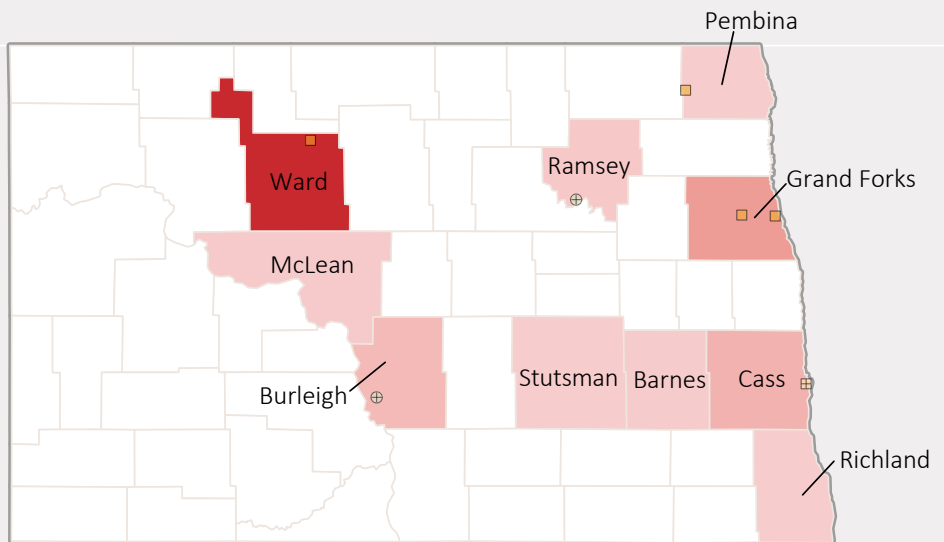 Pembina
Ramsey
Ward
Grand Forks
McLean
Stutsman
Barnes
Cass
Burleigh
Richland